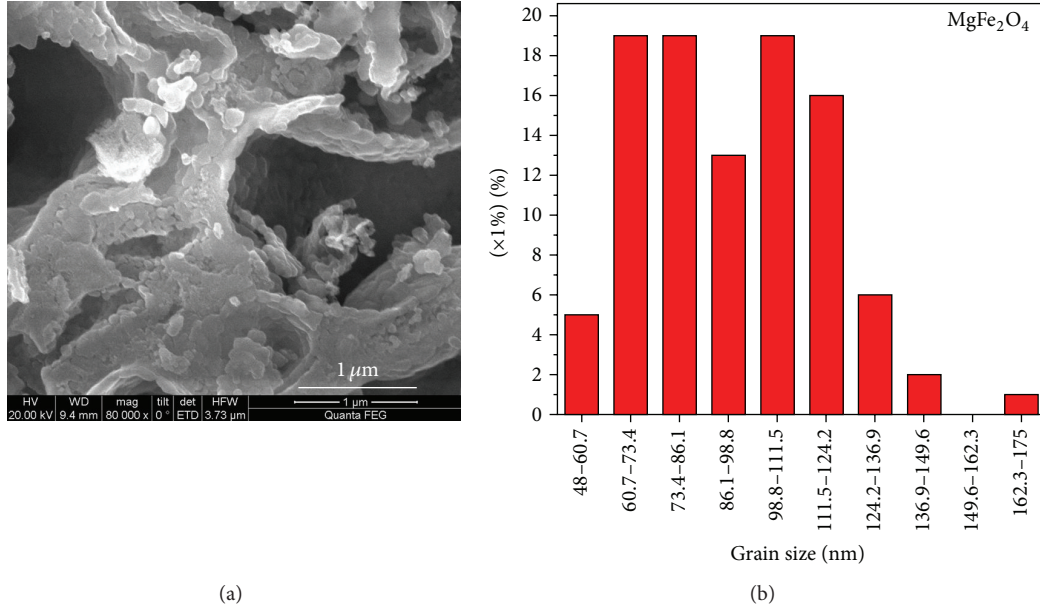 1 μm
HV WD mag tilt det HFW
20.00 kV 9.4 mm 80 000 x 0 ° ETD 3.73 μm
1 μm
Quanta FEG
(a)
MgFe₂O₄
20
18
16
14
12
10
8
6
4
2
0
(×1%) (%)
48–60.7
60.7–73.4
73.4–86.1
86.1–98.8
98.8–111.5
111.5–124.2
124.2–136.9
136.9–149.6
149.6–162.3
162.3–175
Grain size (nm)
(b)